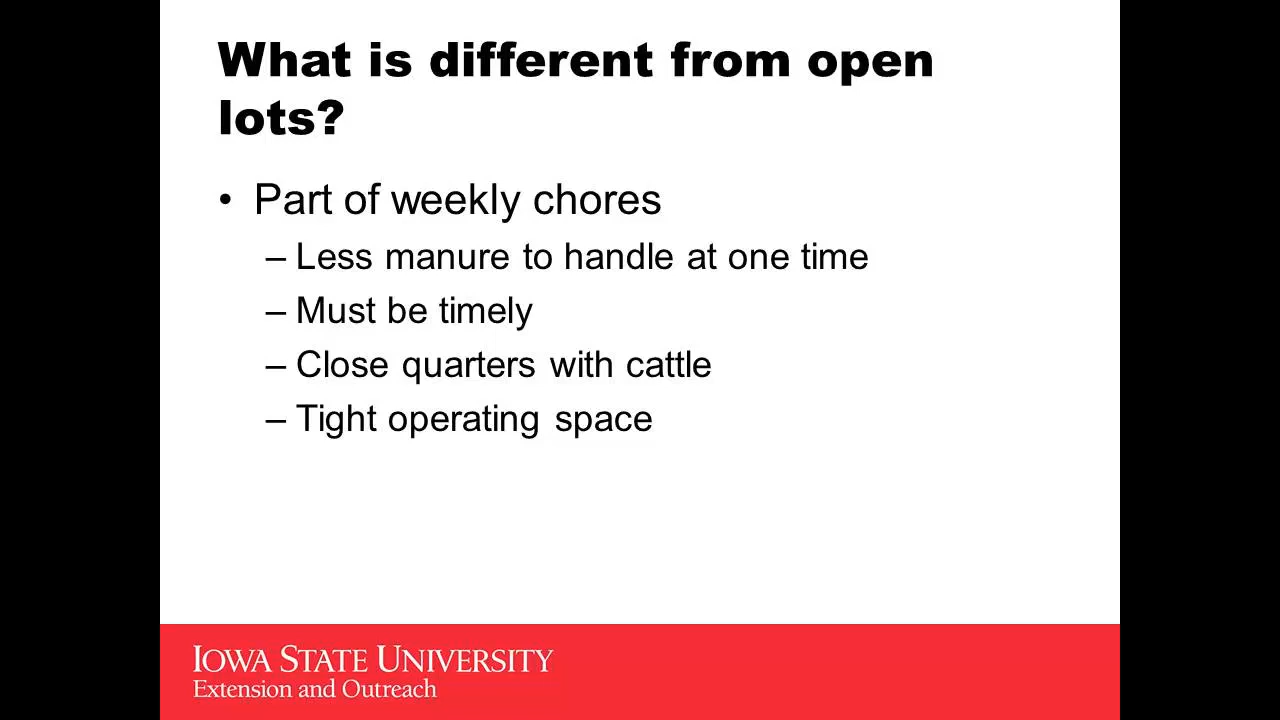 What is different from open
lots?
• Part of weekly chores
– Less manure to handle at one time
– Must be timely
– Close quarters with cattle
– Tight operating space
IOWA STATE UNIVERSITY
Extension and Outreach